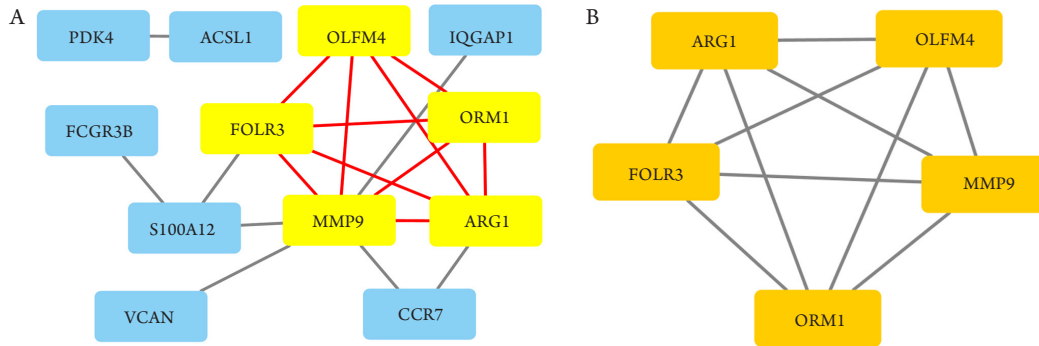 A
PDK4
ACSL1
OLFM4
IQGAP1
FCGR3B
FOLR3
ORM1
S100A12
MMP9
ARG1
VCAN
CCR7
B
ARG1
OLFM4
FOLR3
MMP9
ORM1